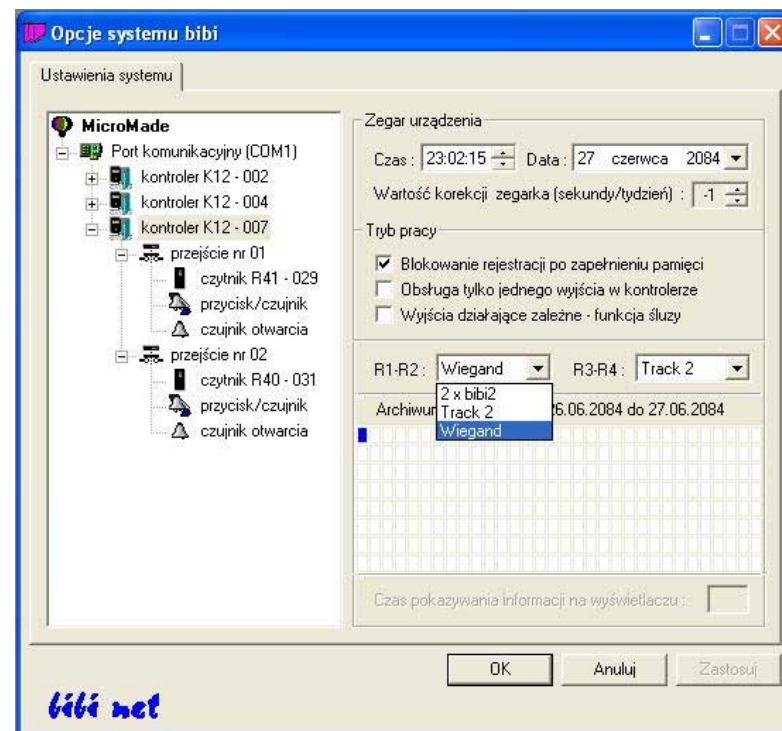 Opcje systemu bibi
Ustawienia systemu
MicroMade
Port komunikacyjny (COM1)
kontroler K12 - 002
kontroler K12 - 004
kontroler K12 - 007
przejście nr 01
czytnik R41 - 029
przycisk/czujnik
czujnik otwarcia
przejście nr 02
czytnik R40 - 031
przycisk/czujnik
czujnik otwarcia
Zegar urządzenia
Czas : 23:02:15 Data : 27 czerwca 2084
Wartość korekcji zegarka (sekundy/tydzień) : -1
Tryb pracy
Blokowanie rejestracji po zapełnieniu pamięci
Obsługa tylko jednego wyjścia w kontrolerze
Wyjścia działające zależne - funkcja śluzy
R1-R2 : Wiegand R3-R4 : Track 2
2 x bibi2
Track 2
Wiegand
6.06.2084 do 27.06.2084
Czas pokazywania informacji na wyświetlaczu :
OK Anuluj Zastosuj
bibi net